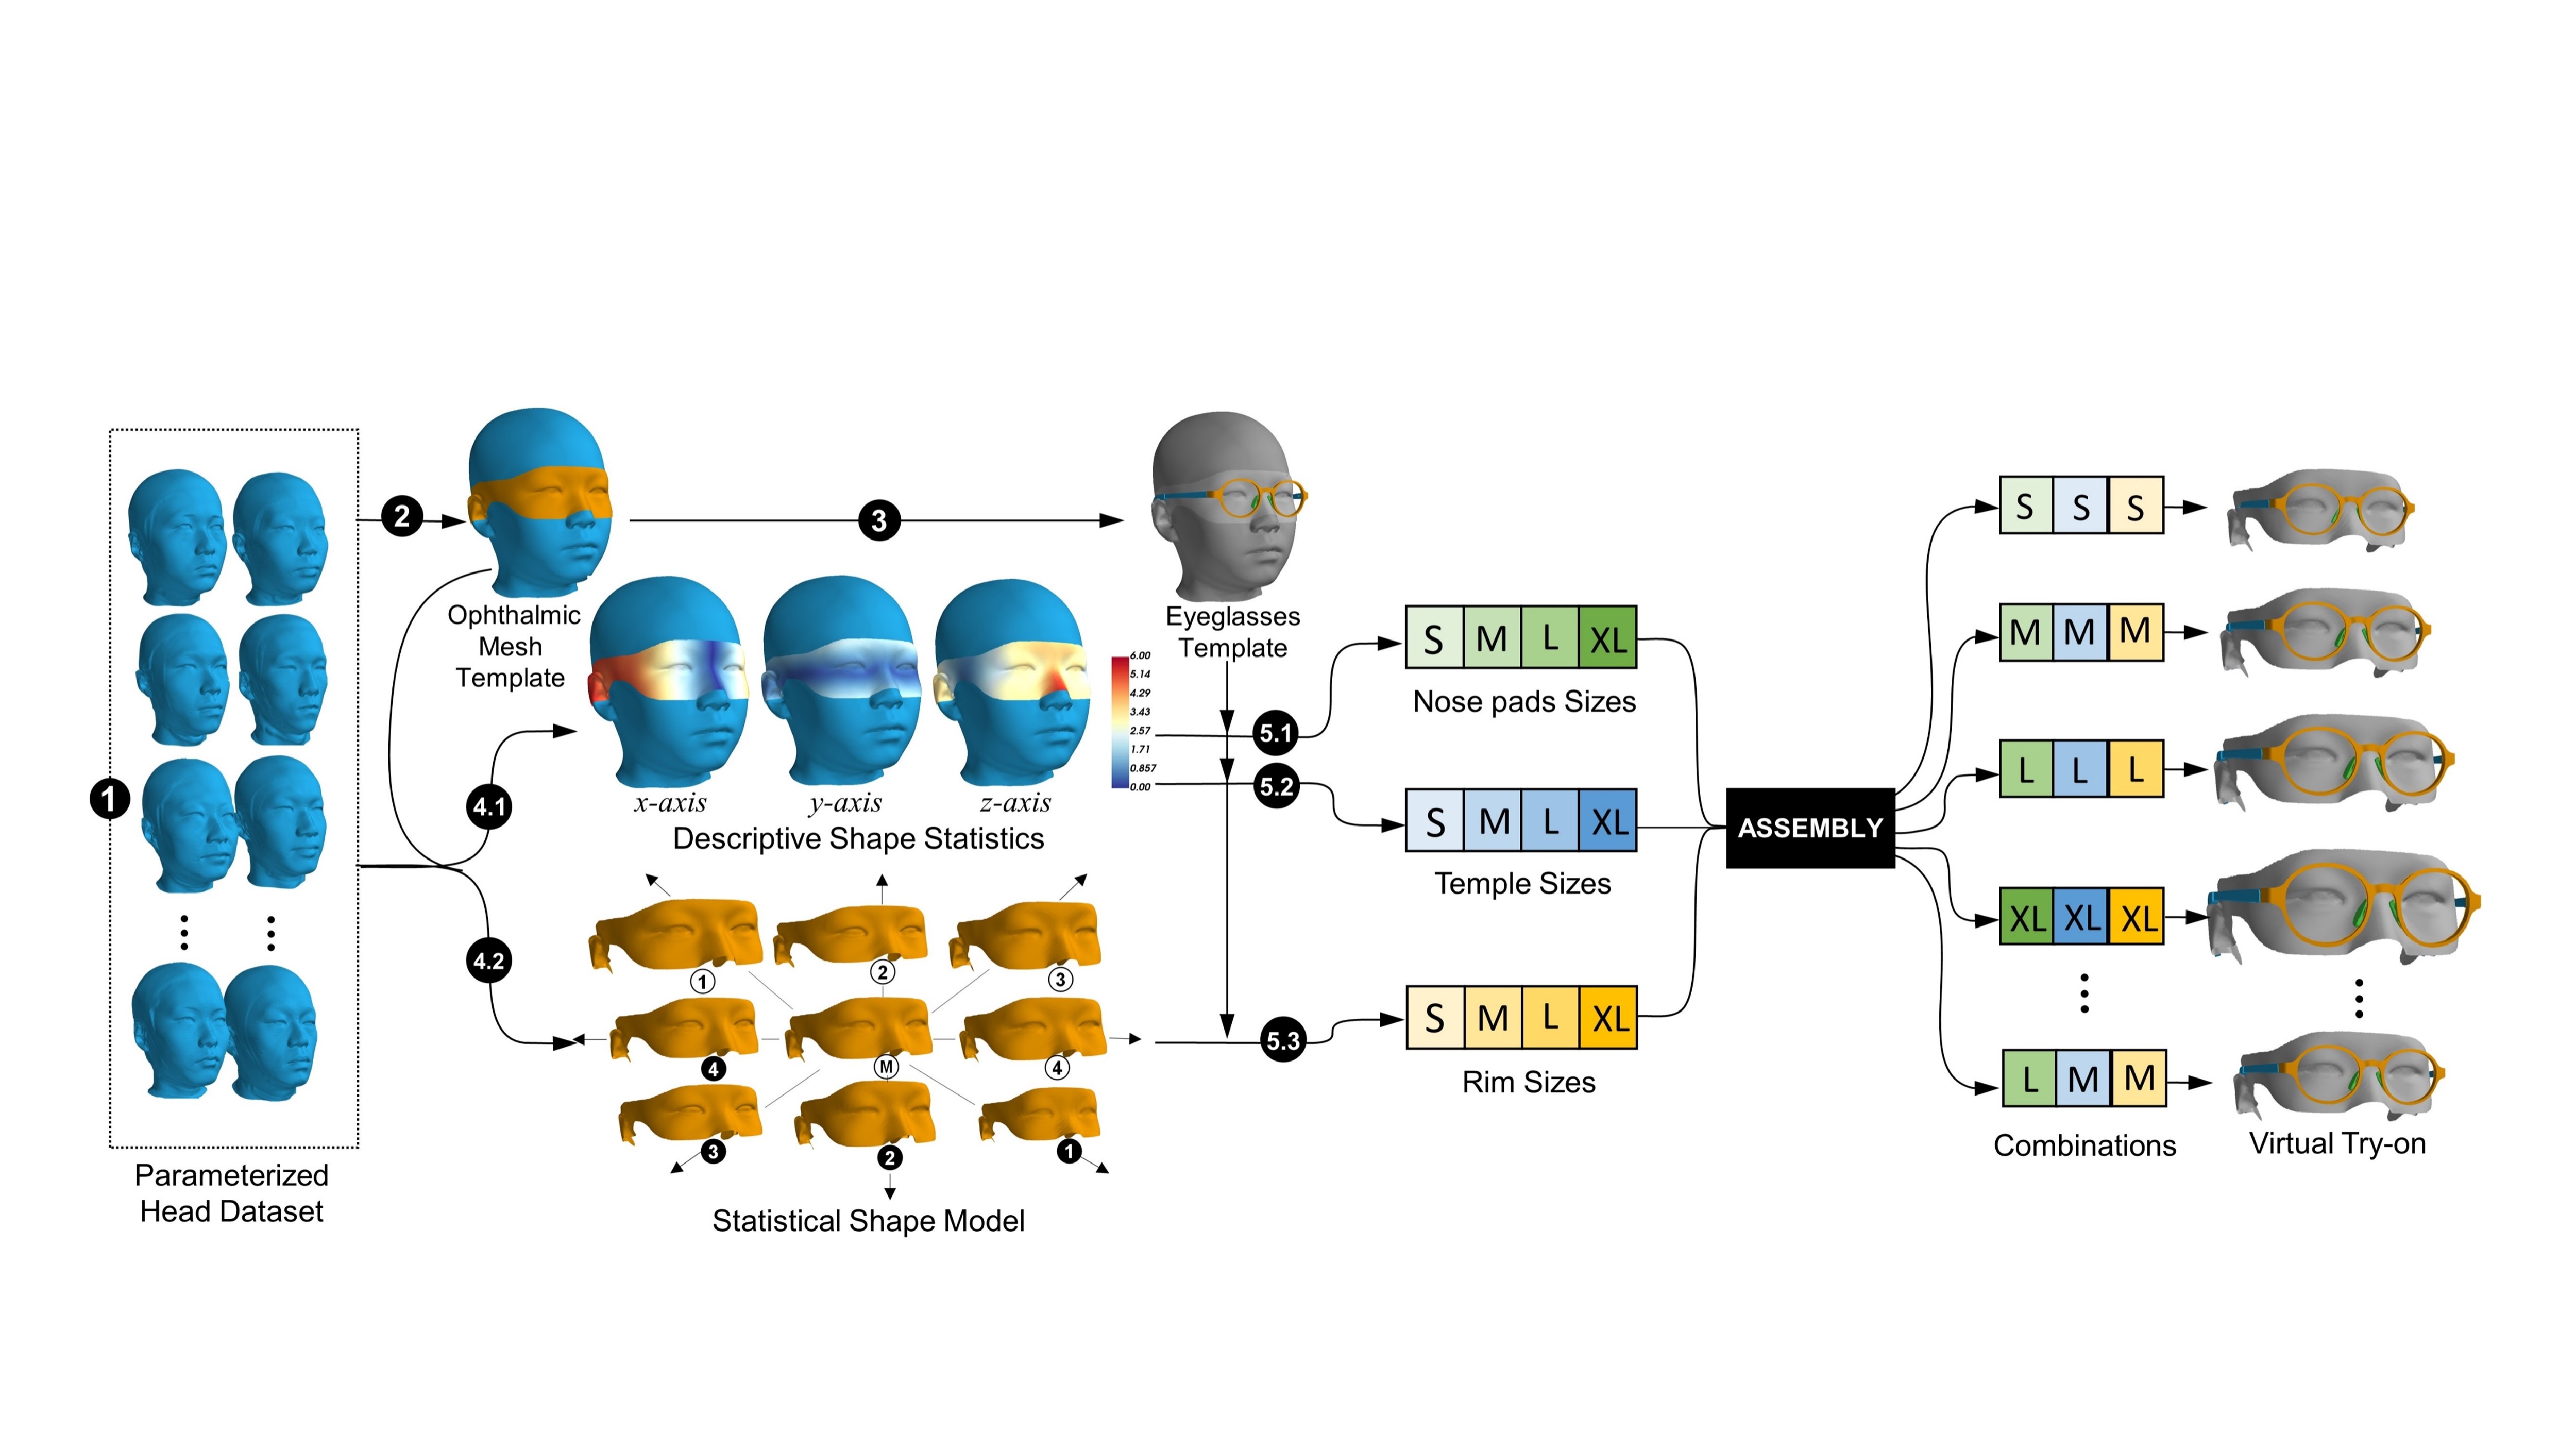 1
Parameterized
Head Dataset
2
Ophthalmic
Mesh
Template
3
Eyeglasses
Template
4.1
x-axis
y-axis
z-axis
Descriptive Shape Statistics
6.00
5.14
4.29
3.43
2.57
1.71
0.857
0.00
4.2
1
2
3
4
M
4
3
2
1
Statistical Shape Model
5.1
S M L XL
Nose pads Sizes
5.2
S M L XL
Temple Sizes
5.3
S M L XL
Rim Sizes
ASSEMBLY
S S S
M M M
L L L
XL XL XL
L M M
Combinations
Virtual Try-on